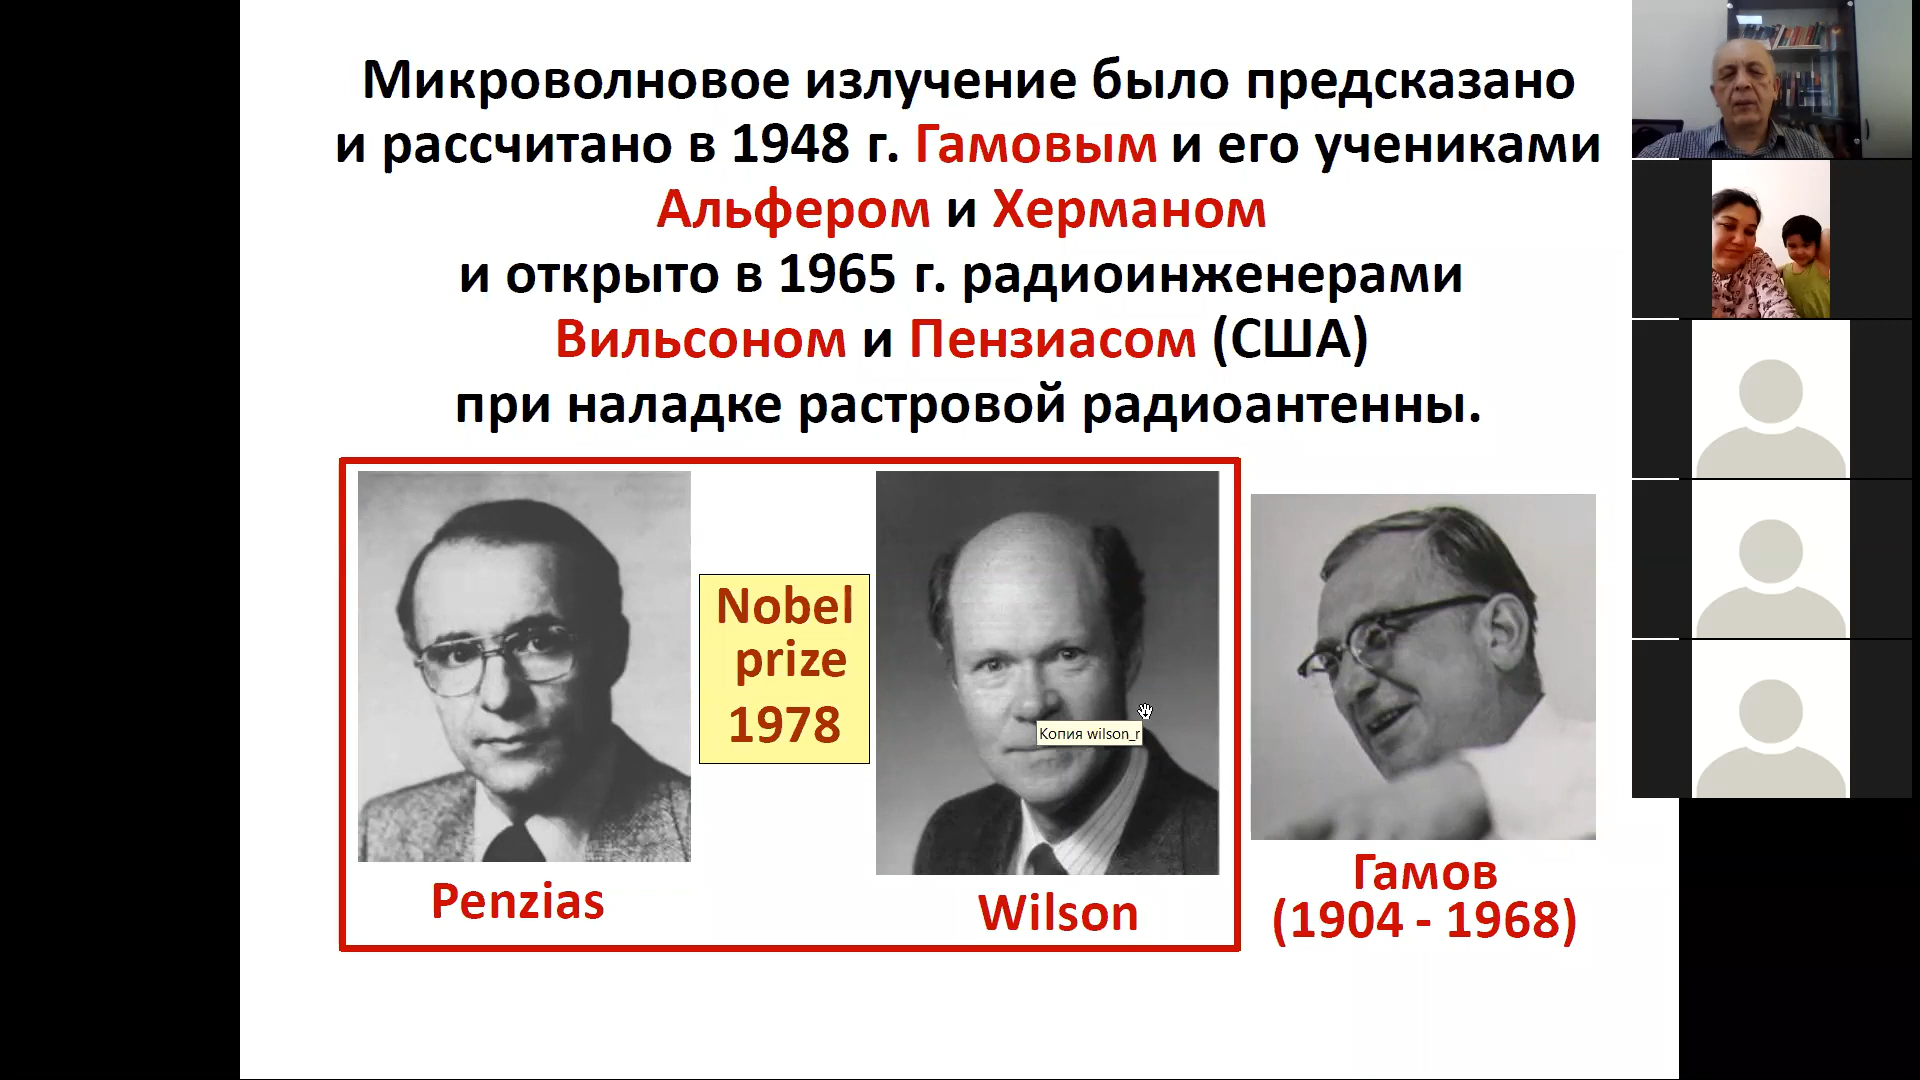 Микроволновое излучение было предсказано
и рассчитано в 1948 г. Гамовым и его учениками
Альфером и Херманом
и открыто в 1965 г. радиоинженерами
Вильсоном и Пензиасом (США)
при наладке растровой радиоантенны.
Nobel
prize
1978
Копия wilson_r
Penzias
Wilson
Гамов
(1904 - 1968)